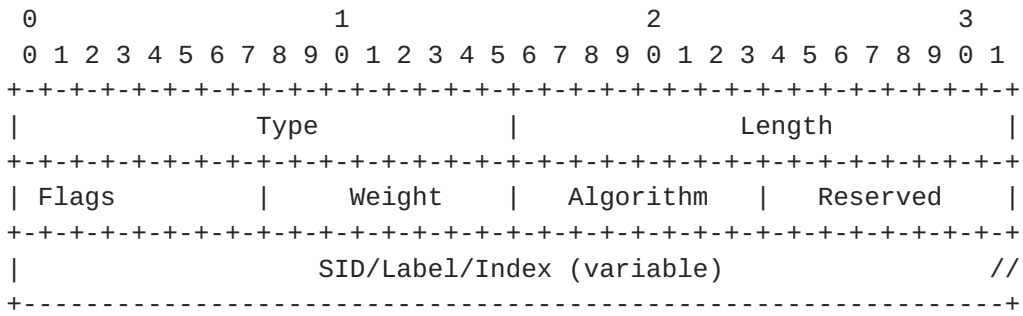 0                   1                   2                   3
 0 1 2 3 4 5 6 7 8 9 0 1 2 3 4 5 6 7 8 9 0 1 2 3 4 5 6 7 8 9 0 1
+-+-+-+-+-+-+-+-+-+-+-+-+-+-+-+-+-+-+-+-+-+-+-+-+-+-+-+-+-+-+-+-+
|               Type            |              Length           |
+-+-+-+-+-+-+-+-+-+-+-+-+-+-+-+-+-+-+-+-+-+-+-+-+-+-+-+-+-+-+-+-+
| Flags         |     Weight    |   Algorithm   |   Reserved    |
+-+-+-+-+-+-+-+-+-+-+-+-+-+-+-+-+-+-+-+-+-+-+-+-+-+-+-+-+-+-+-+-+
|                   SID/Label/Index (variable)                 //
+---------------------------------------------------------------+